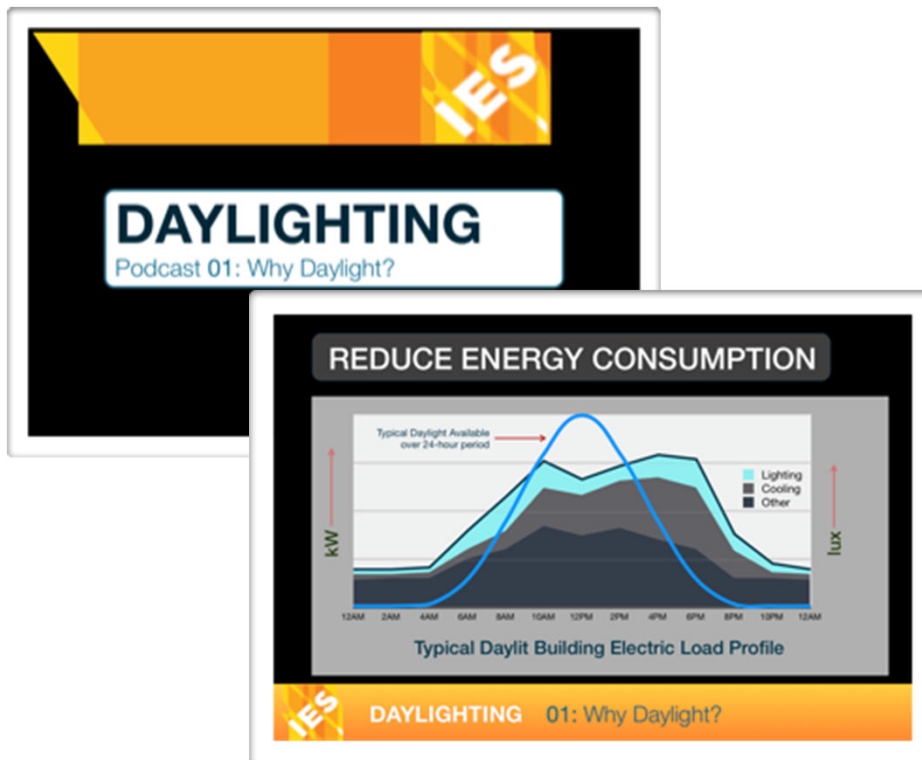 IES
DAYLIGHTING
Podcast 01: Why Daylight?
REDUCE ENERGY CONSUMPTION
Typical Daylight Available
over 24-hour period
Lighting
Cooling
Other
kW
lux
12AM 2AM 4AM 6AM 8AM 10AM 12PM 2PM 4PM 6PM 8PM 10PM 12AM
Typical Daylit Building Electric Load Profile
IES
DAYLIGHTING 01: Why Daylight?